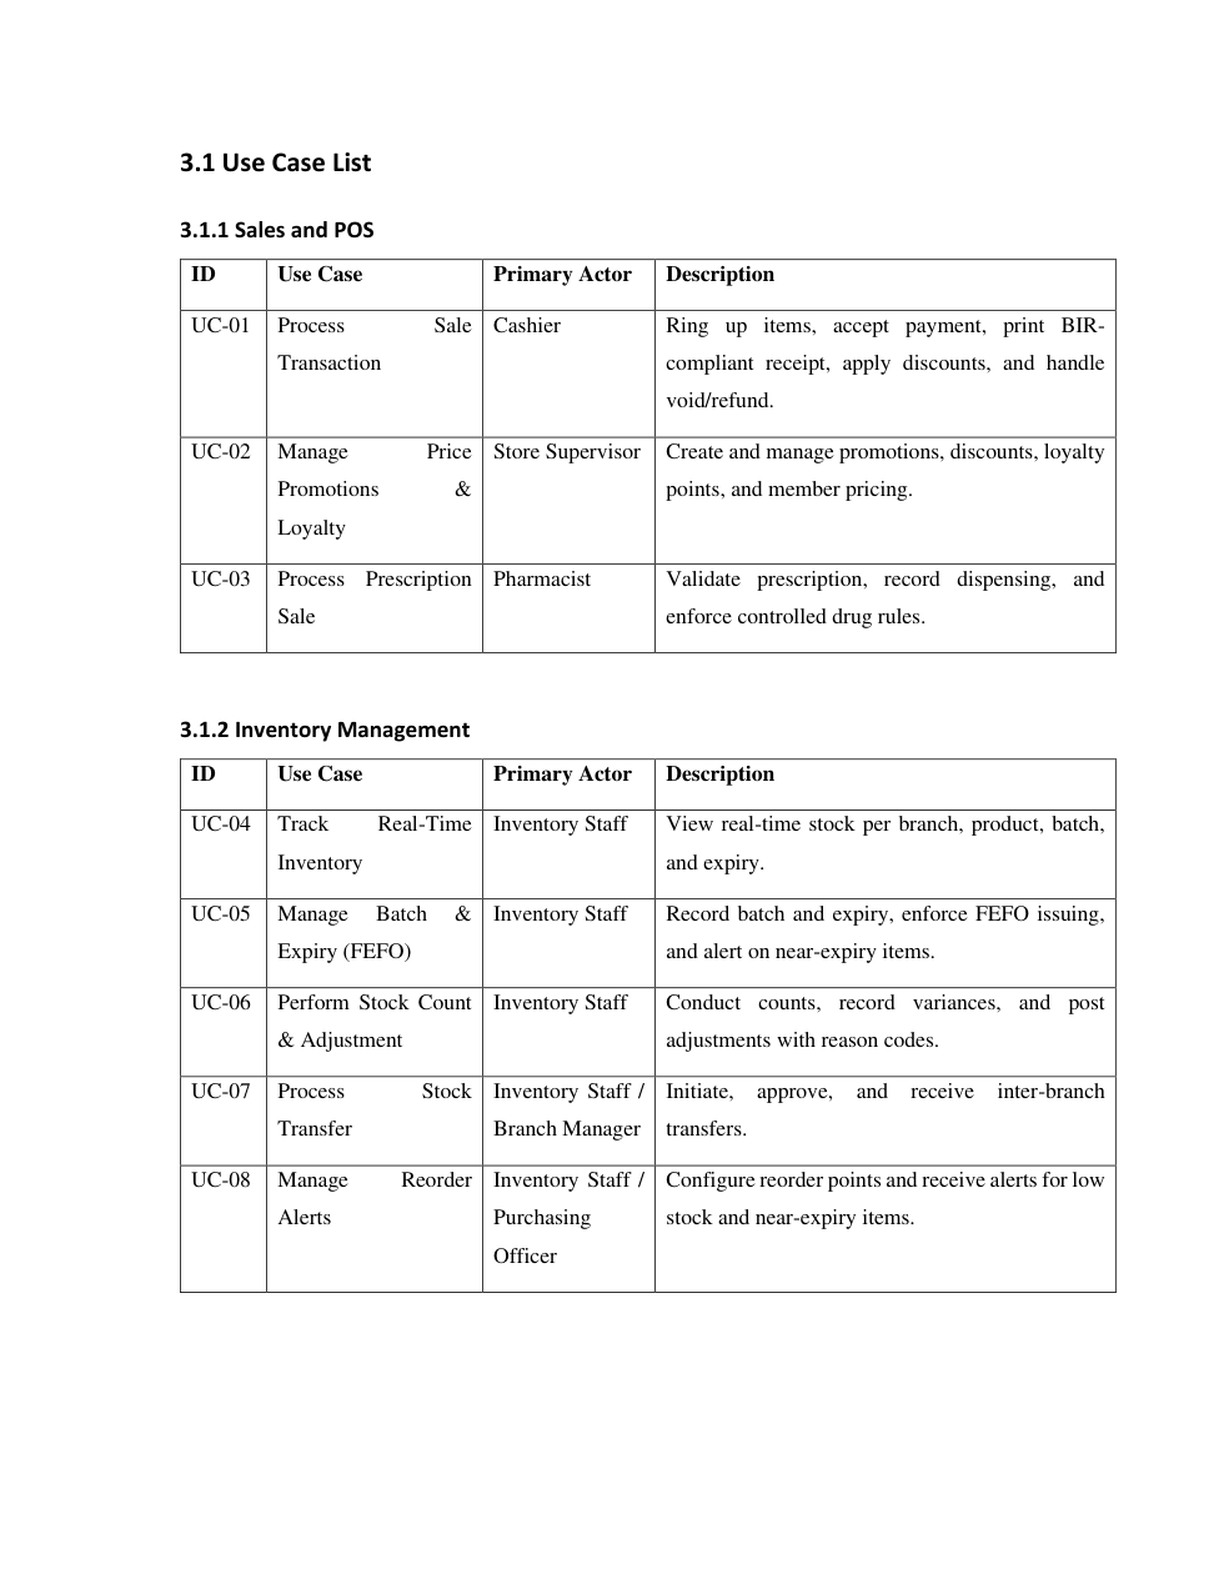 3.1 Use Case List
3.1.1 Sales and POS
ID Use Case Primary Actor Description
UC-01 Process Sale Cashier Ring up items, accept payment, print BIR-
Transaction compliant receipt, apply discounts, and handle
void/refund.
UC-02 Manage Price Store Supervisor Create and manage promotions, discounts, loyalty
Promotions & points, and member pricing.
Loyalty
UC-03 Process Prescription Pharmacist Validate prescription, record dispensing, and
Sale enforce controlled drug rules.
3.1.2 Inventory Management
ID Use Case Primary Actor Description
UC-04 Track Real-Time Inventory Staff View real-time stock per branch, product, batch,
Inventory and expiry.
UC-05 Manage Batch & Inventory Staff Record batch and expiry, enforce FEFO issuing,
Expiry (FEFO) and alert on near-expiry items.
UC-06 Perform Stock Count Inventory Staff Conduct counts, record variances, and post
& Adjustment adjustments with reason codes.
UC-07 Process Stock Inventory Staff / Initiate, approve, and receive inter-branch
Transfer Branch Manager transfers.
UC-08 Manage Reorder Inventory Staff / Configure reorder points and receive alerts for low
Alerts Purchasing stock and near-expiry items.
Officer